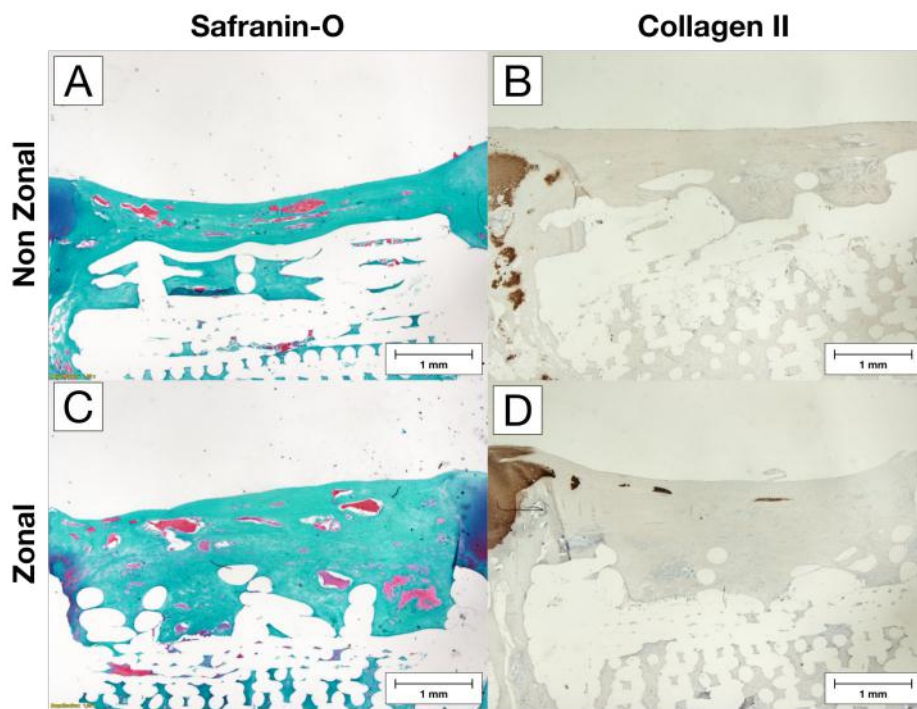 Safranin-O
Collagen II
Non Zonal
Zonal
A
B
1 mm
1 mm
C
D
1 mm
1 mm